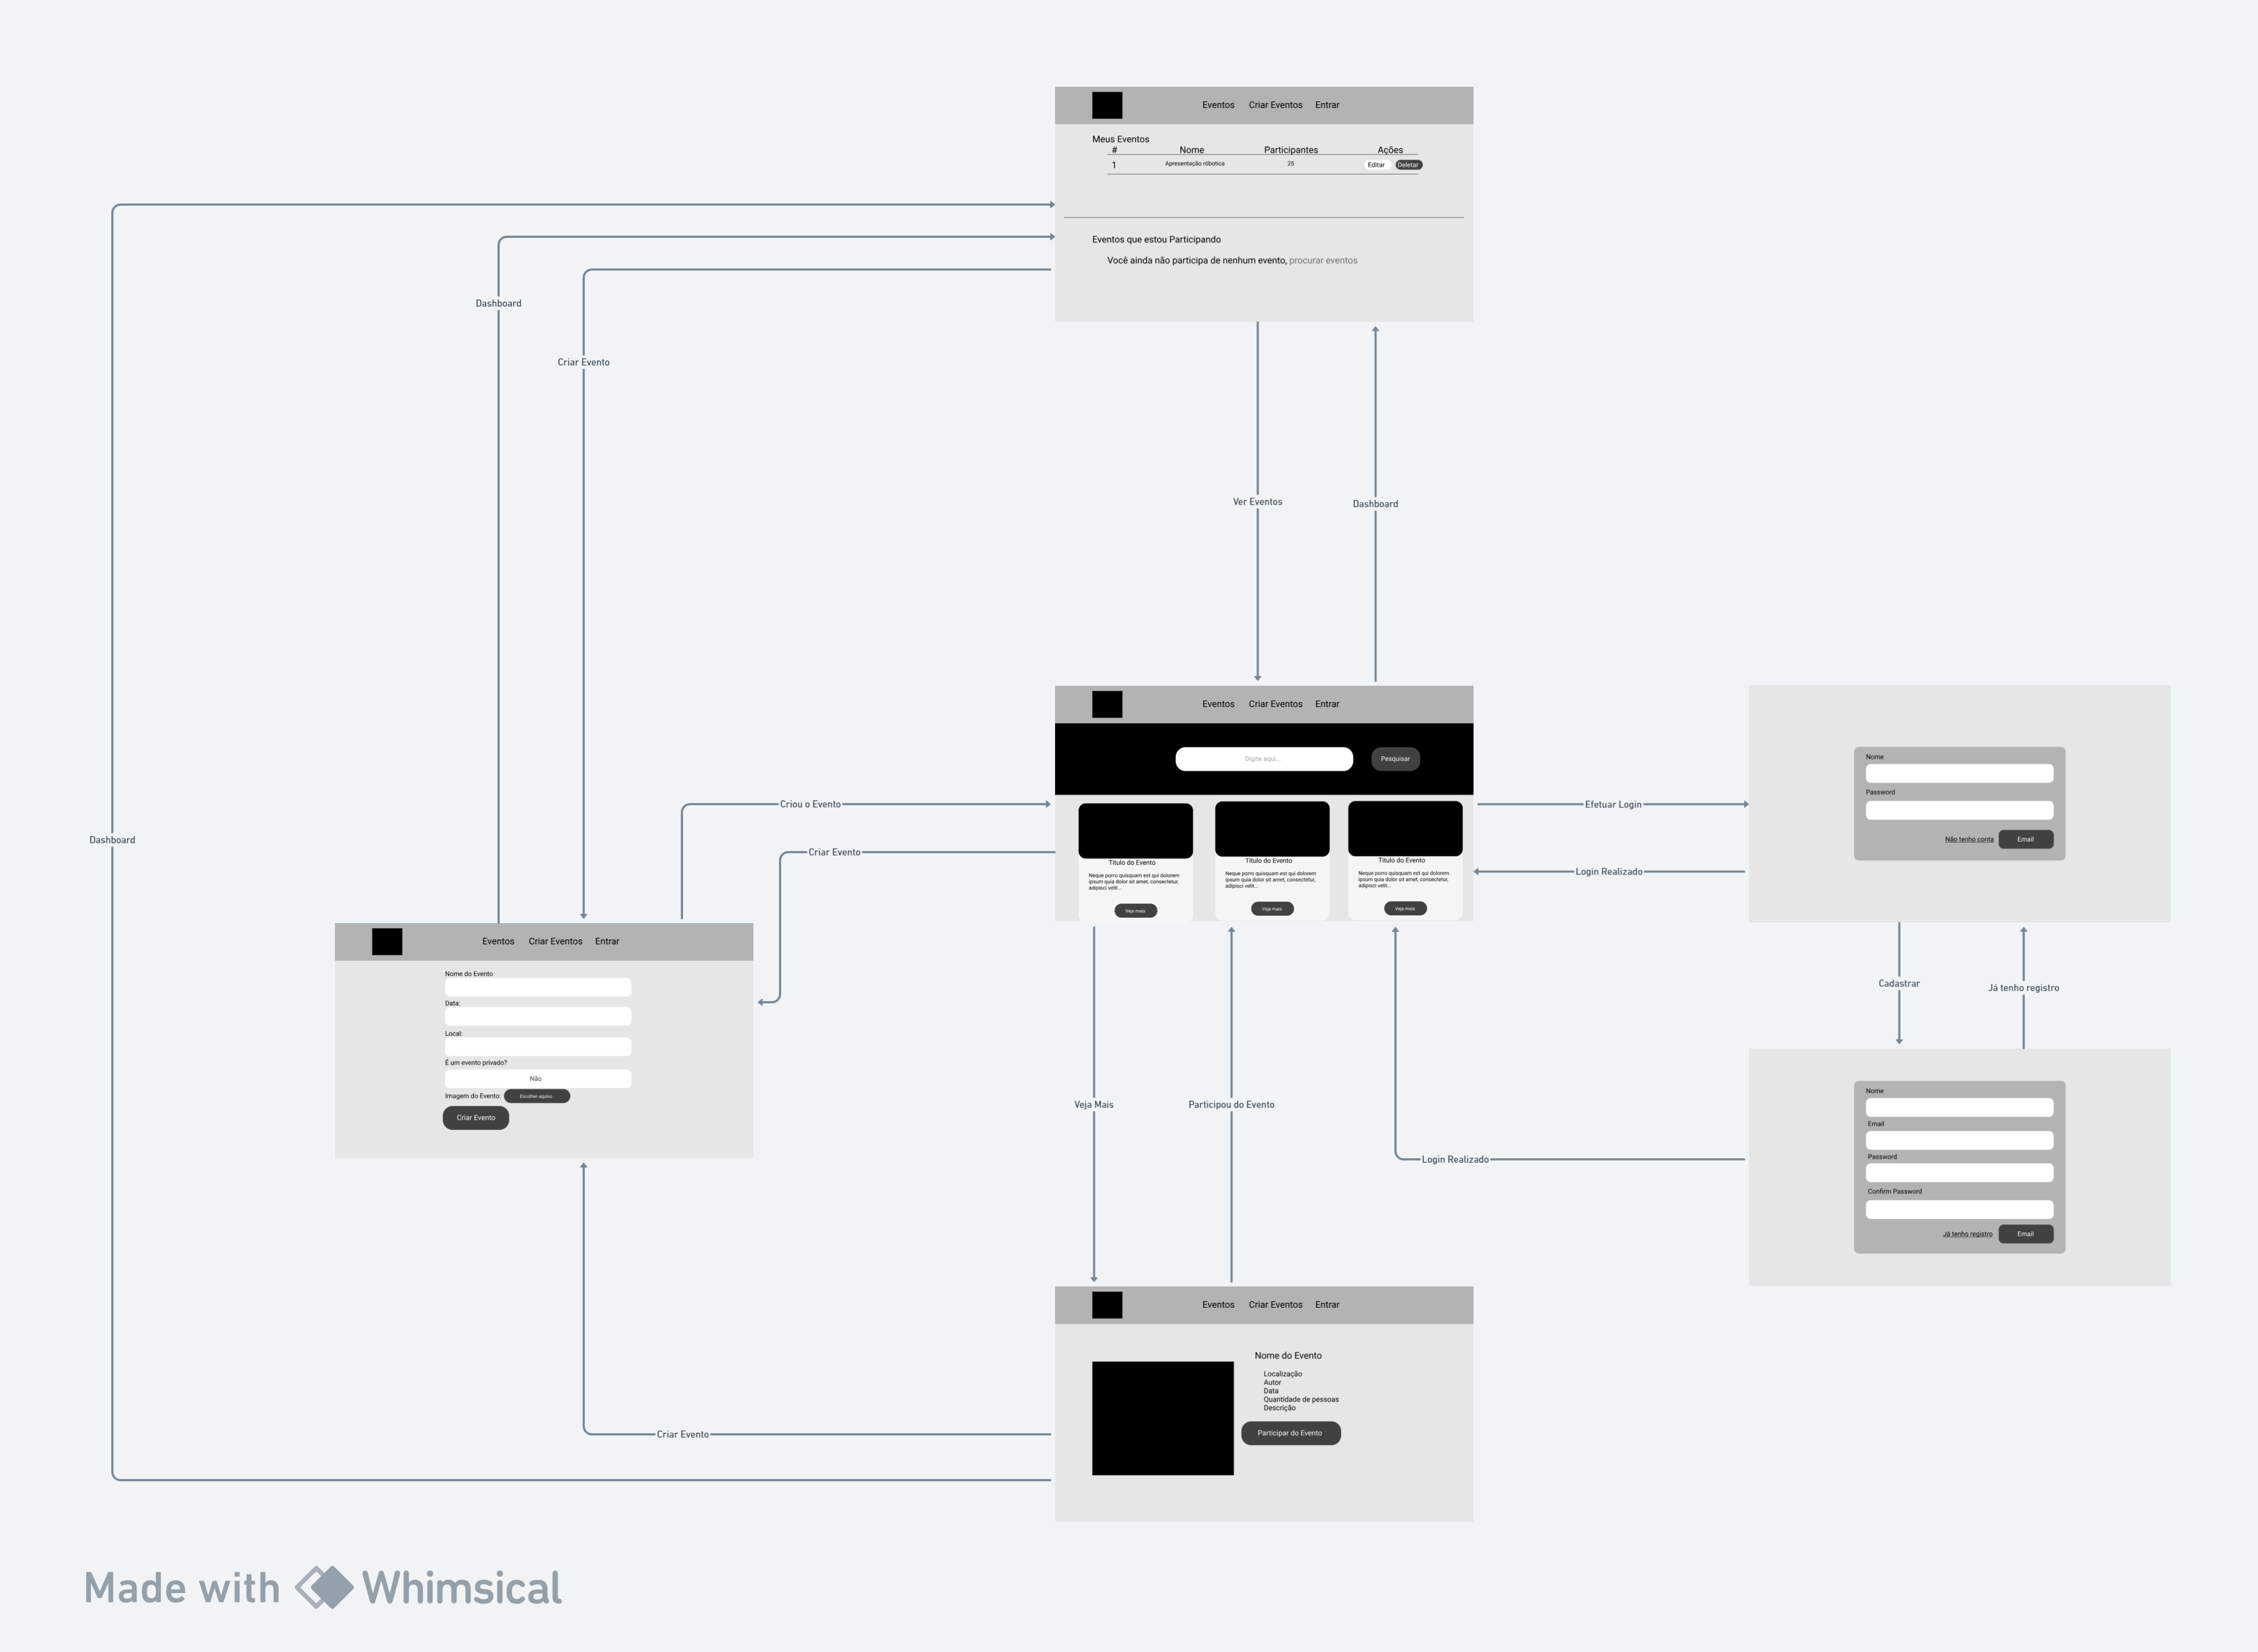 Eventos Criar Eventos Entrar
Meus Eventos
# Nome Participantes Ações
1 Apresentação róbotica 25 Editar Deletar
Eventos que estou Participando
Você ainda não participa de nenhum evento, procurar eventos
Dashboard
Criar Evento
Ver Eventos
Dashboard
Eventos Criar Eventos Entrar
Digite aqui...
Pesquisar
Titulo do Evento
Neque porro quisquam est qui dolorem
ipsum quia dolor sit amet, consectetur,
adipisci velit...
Veja mais
Titulo do Evento
Neque porro quisquam est qui dolorem
ipsum quia dolor sit amet, consectetur,
adipisci velit...
Veja mais
Titulo do Evento
Neque porro quisquam est qui dolorem
ipsum quia dolor sit amet, consectetur,
adipisci velit...
Veja mais
Criou o Evento
Criar Evento
Dashboard
Efetuar Login
Login Realizado
Nome
Password
Não tenho conta
Email
Cadastrar
Já tenho registro
Eventos Criar Eventos Entrar
Nome do Evento
Data:
Local:
É um evento privado?
Não
Imagem do Evento:
Escolher aquivo
Criar Evento
Veja Mais
Participou do Evento
Login Realizado
Nome
Email
Password
Confirm Password
Já tenho registro
Email
Eventos Criar Eventos Entrar
Nome do Evento
Localização
Autor
Data
Quantidade de pessoas
Descrição
Participar do Evento
Criar Evento
Made with Whimsical